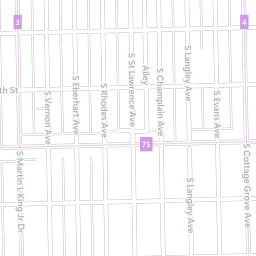 3
4
S Langley Ave
S St Lawrence Ave
Alley
S Champlain Ave
S Eberhart Ave
S Rhodes Ave
th St
S Vernon Ave
S Evans Ave
75
S Martin L King Jr Dr
S Cottage Grove Ave
S Langley Ave